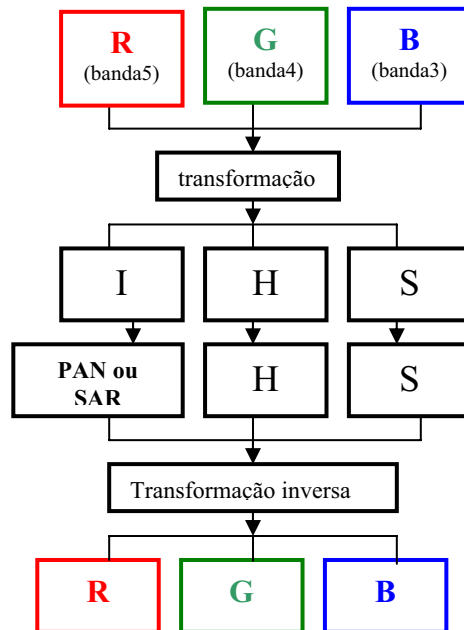 R G B
(banda5) (banda4) (banda3)
transformação
I H S
PAN ou
SAR H S
Transformação inversa
R G B